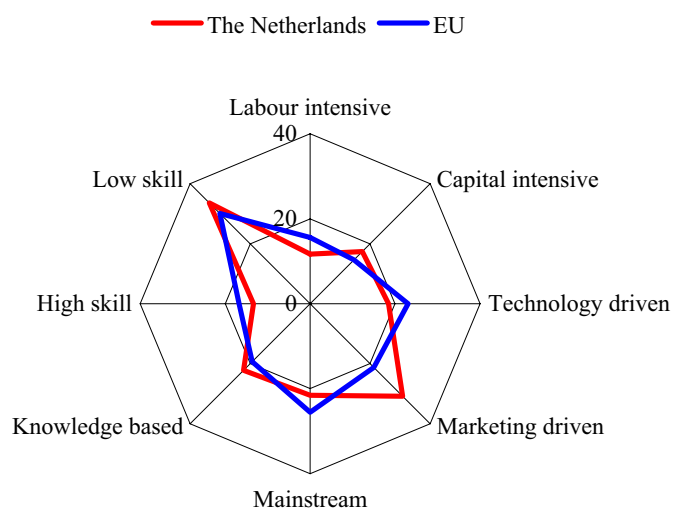 The Netherlands EU
Labour intensive
40
Low skill Capital intensive
20
High skill 0 Technology driven
Knowledge based Marketing driven
Mainstream